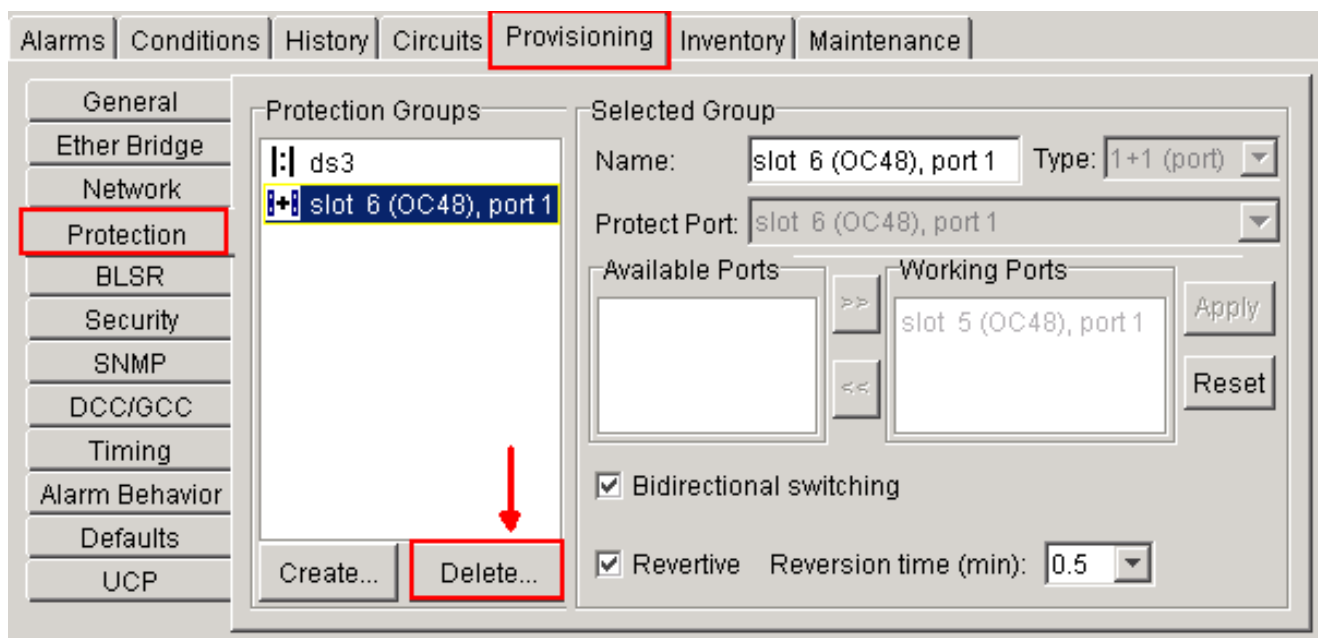 Alarms Conditions History Circuits Provisioning Inventory Maintenance
General
Ether Bridge
Network
Protection
BLSR
Security
SNMP
DCC/GCC
Timing
Alarm Behavior
Defaults
UCP
Protection Groups
ds3
slot 6 (OC48), port 1
Create... Delete...
Selected Group
Name: slot 6 (OC48), port 1 Type: 1+1 (port)
Protect Port: slot 6 (OC48), port 1
Available Ports
>>
<<
Working Ports
slot 5 (OC48), port 1
Apply
Reset
Bidirectional switching
Revertive Reversion time (min): 0.5